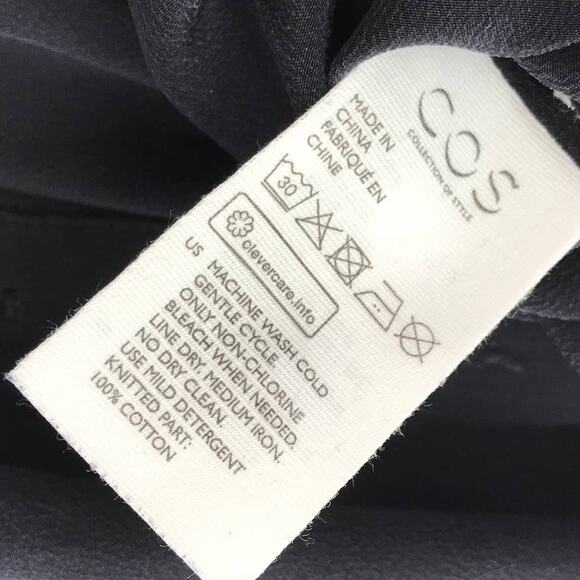 COS
COLLECTION OF STYLE
MADE IN
CHINA
FABRIQUÉ EN
CHINE
30
clevercare.info
US MACHINE WASH COLD
GENTLE CYCLE.
ONLY NON-CHLORINE
BLEACH WHEN NEEDED.
LINE DRY. MEDIUM IRON.
NO DRY CLEAN.
USE MILD DETERGENT
KNITTED PART:
100% COTTON